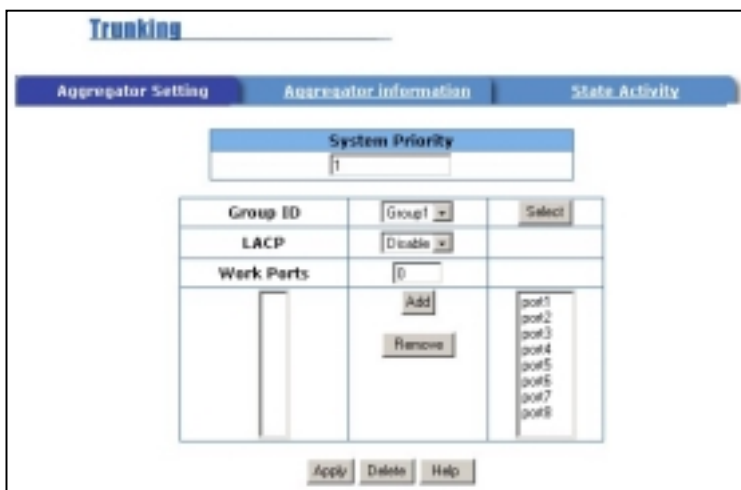 Trunking
Aggregator Setting Aggregator information State Activity
System Priority
1
Group ID Group1 Select
LACP Disable
Work Ports 0
Add
Remove
port1
port2
port3
port4
port5
port6
port7
port8
Apply Delete Help